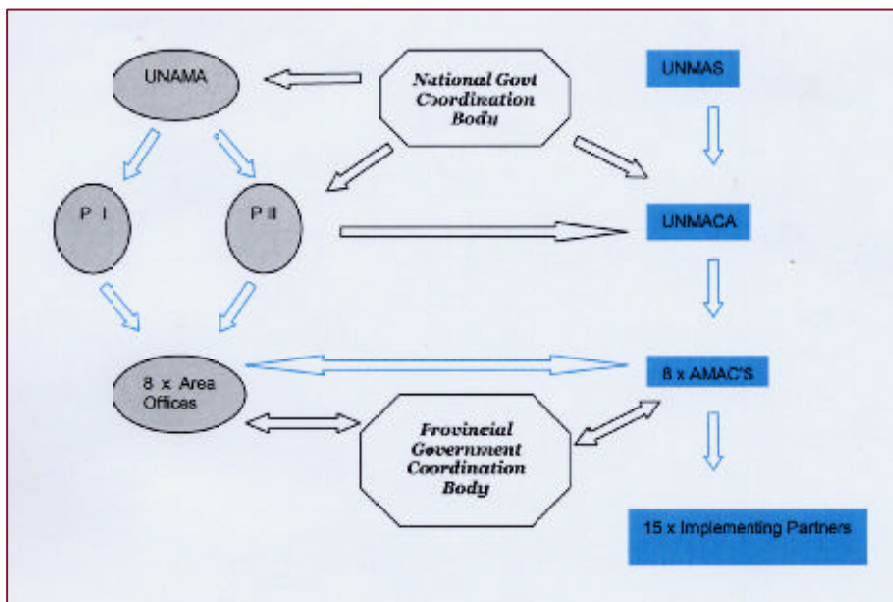 UNAMA
National Govt
Coordination
Body
UNMAS
P I
P II
UNMACA
8 x Area
Offices
8 x AMAC'S
Provincial
Government
Coordination
Body
15 x Implementing Partners